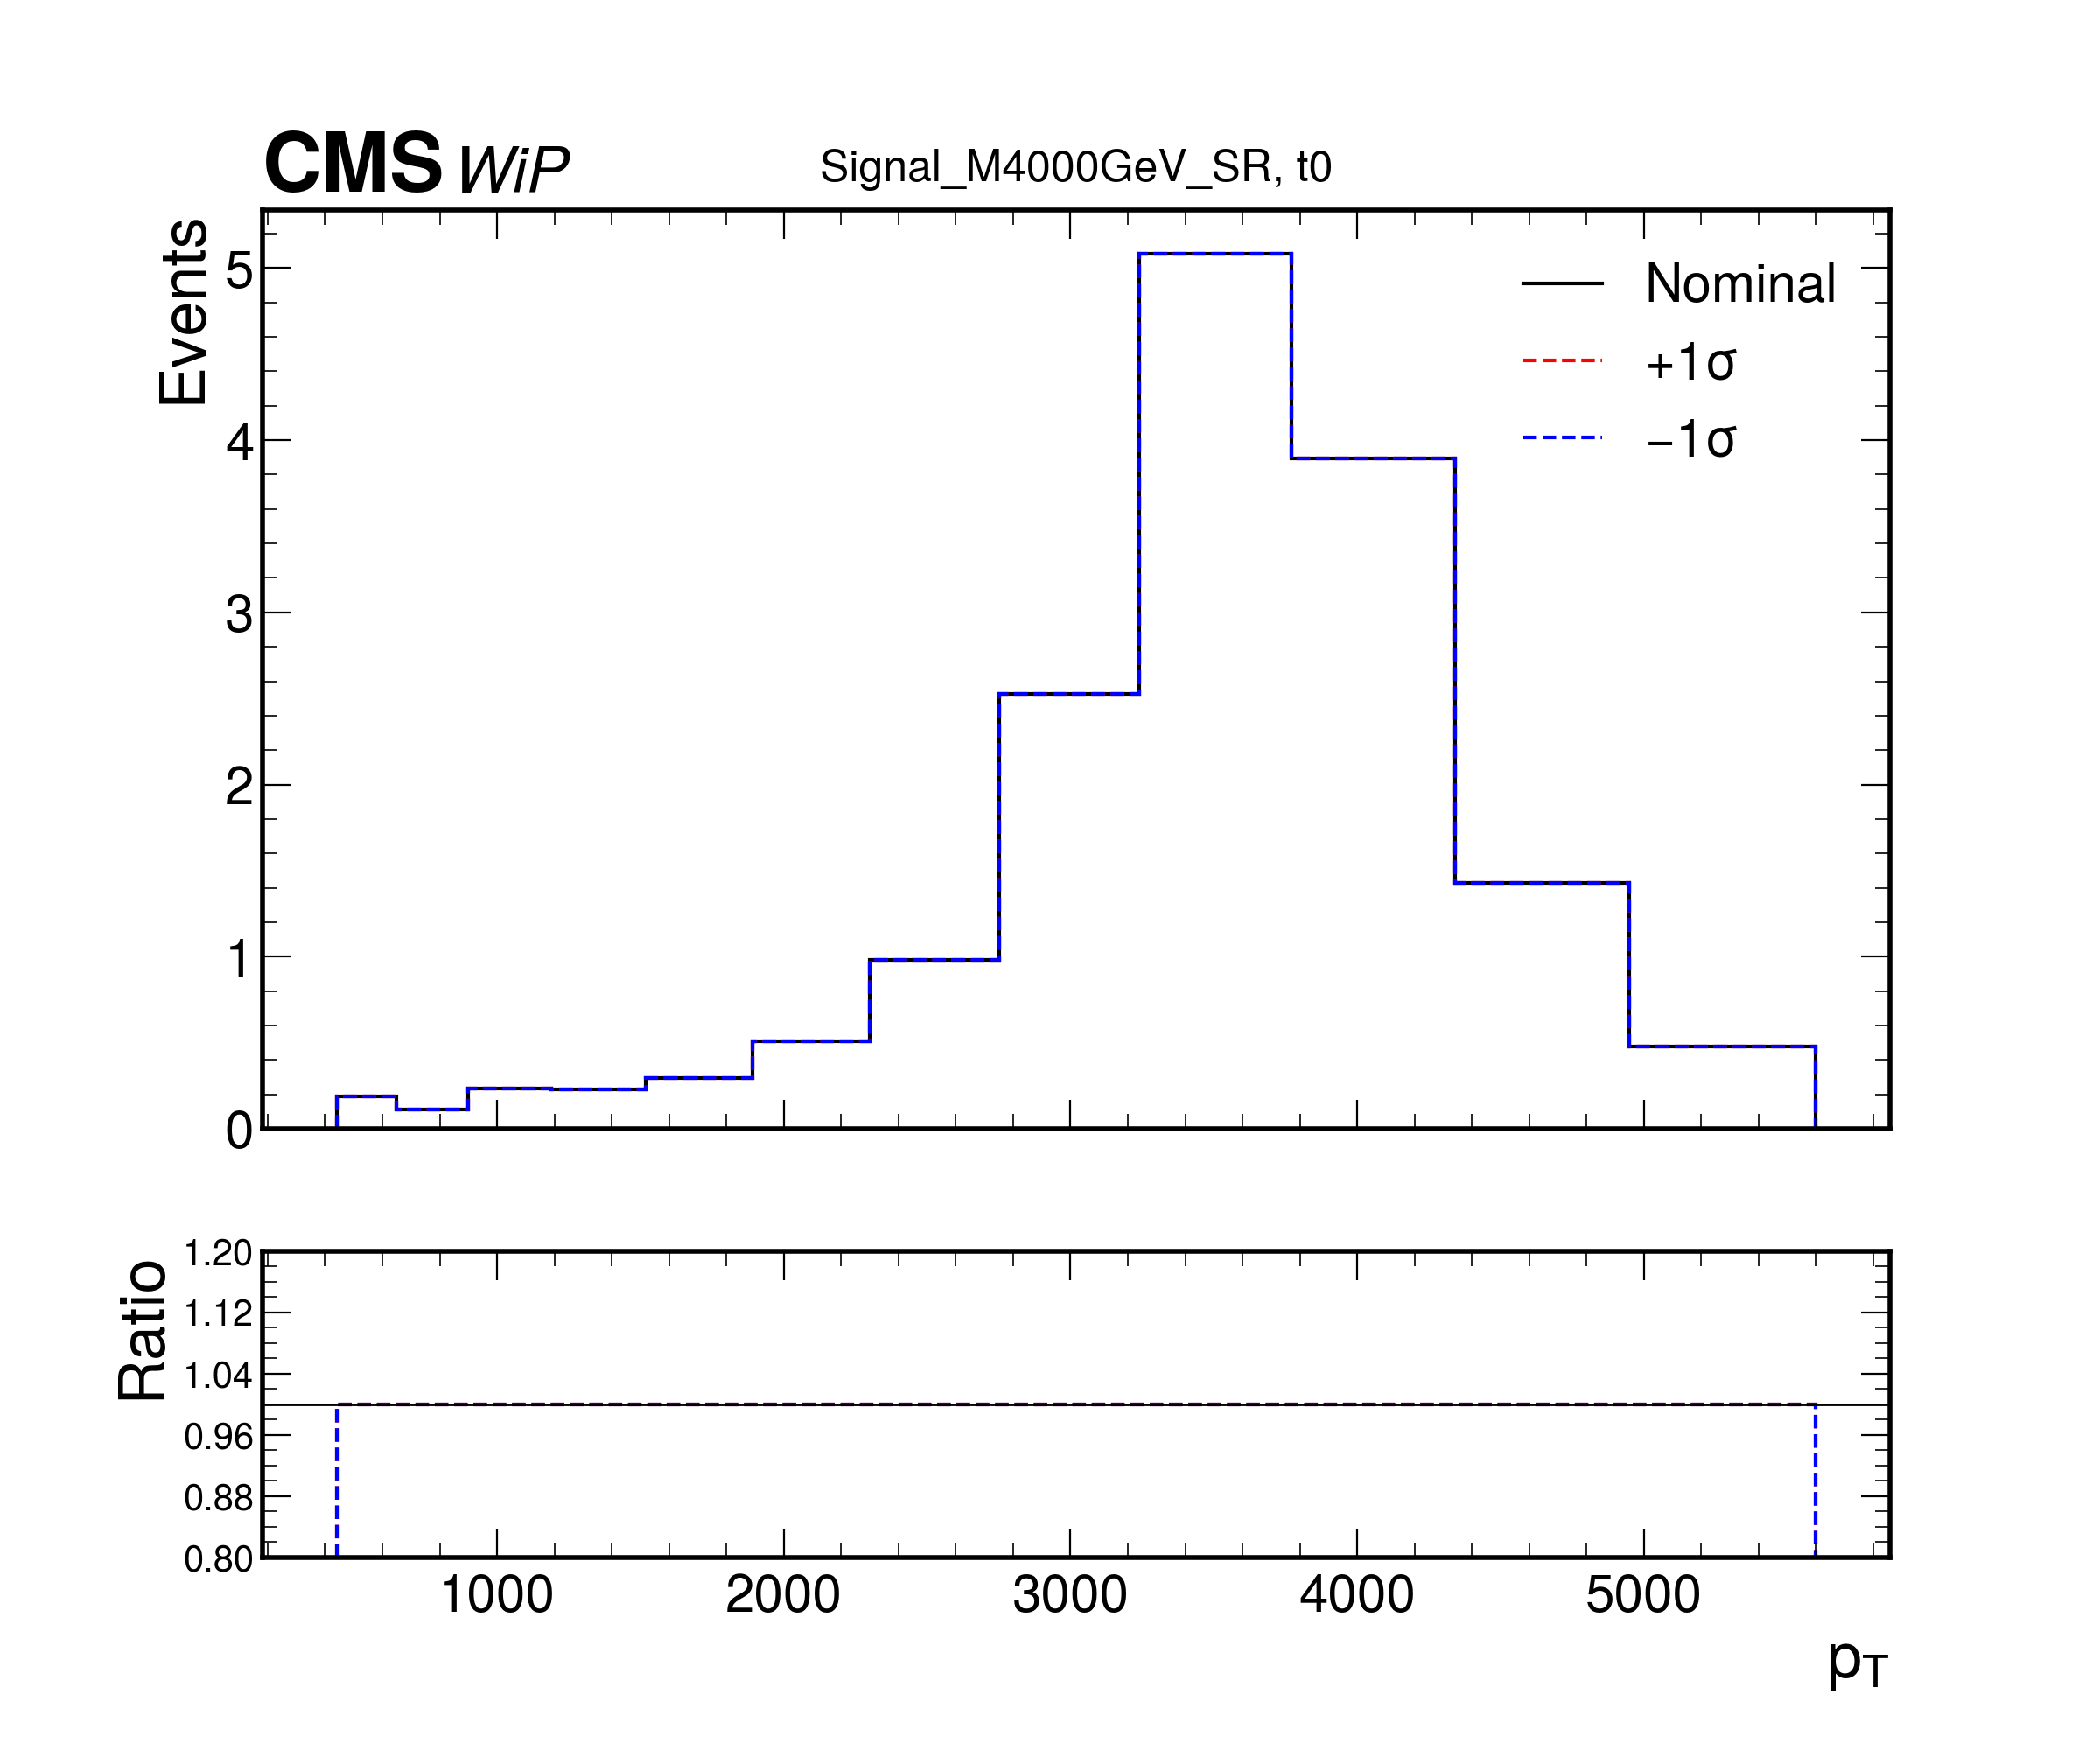 CMS WiP Signal_M4000GeV_SR, t0
Events
5
4
3
2
1
0
Nominal
+1σ
−1σ
Ratio
1.20
1.12
1.04
0.96
0.88
0.80
1000 2000 3000 4000 5000
pT